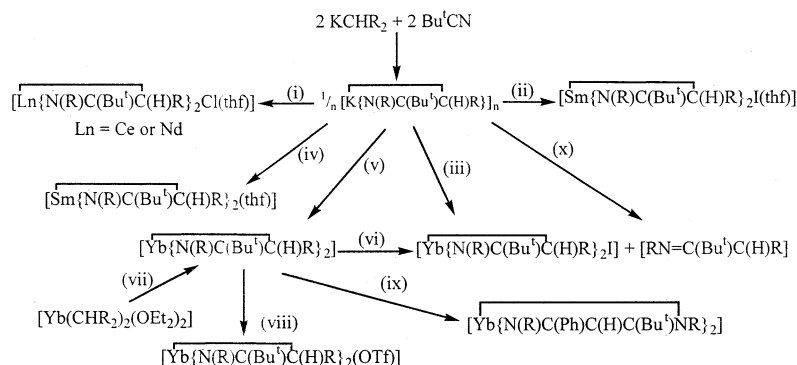 2 KCHR₂ + 2 BuᵗCN
[Ln{N(R)C(Buᵗ)C(H)R}₂Cl(thf)] (i) ¹/ₙ [K{N(R)C(Buᵗ)C(H)R}]ₙ (ii) [Sm{N(R)C(Buᵗ)C(H)R}₂I(thf)]
Ln = Ce or Nd
(iv) (v) (iii) (x)
[Sm{N(R)C(Buᵗ)C(H)R}₂(thf)]
[Yb{N(R)C(Buᵗ)C(H)R}₂] (vi) [Yb{N(R)C(Buᵗ)C(H)R}₂I] + [RN=C(Buᵗ)C(H)R]
(vii) (ix)
[Yb(CHR₂)₂(OEt₂)₂] (viii) [Yb{N(R)C(Ph)C(H)C(Buᵗ)NR}₂]
[Yb{N(R)C(Buᵗ)C(H)R}₂(OTf)]